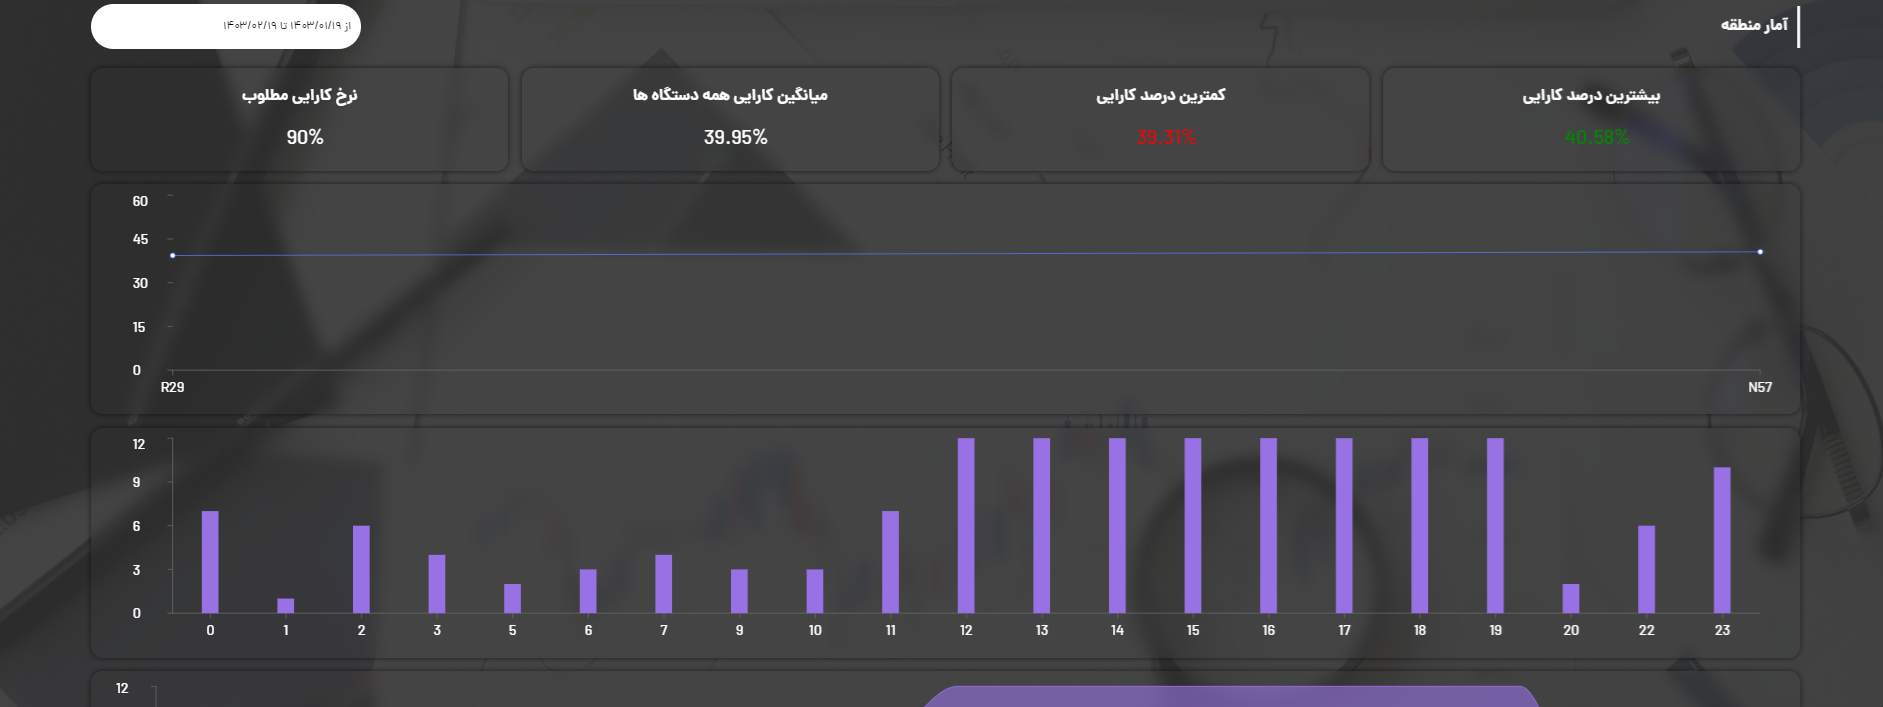 آمار منطقه
از ۱۴۰۳/۰۱/۱۹ تا ۱۴۰۳/۰۲/۱۹
بیشترین درصد کارایی
40.58%
کمترین درصد کارایی
39.31%
میانگین کارایی همه دستگاه ها
39.95%
نرخ کارایی مطلوب
90%
60
45
30
15
0
R29 N57
12
9
6
3
0
0 1 2 3 5 6 7 9 10 11 12 13 14 15 16 17 18 19 20 22 23
12